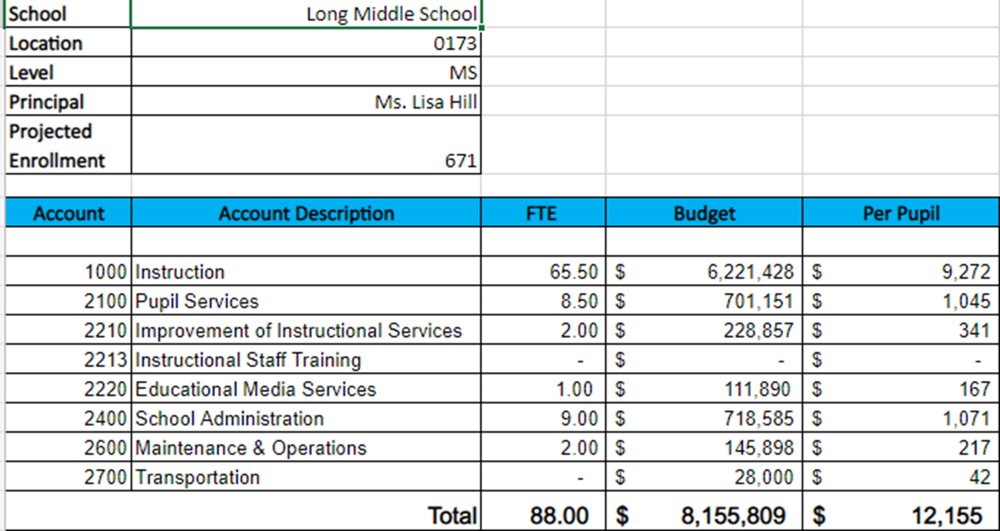 School Long Middle School
Location 0173
Level MS
Principal Ms. Lisa Hill
Projected
Enrollment 671
Account Account Description FTE Budget Per Pupil
1000 Instruction 65.50 $ 6,221,428 $ 9,272
2100 Pupil Services 8.50 $ 701,151 $ 1,045
2210 Improvement of Instructional Services 2.00 $ 228,857 $ 341
2213 Instructional Staff Training - $ - $ -
2220 Educational Media Services 1.00 $ 111,890 $ 167
2400 School Administration 9.00 $ 718,585 $ 1,071
2600 Maintenance & Operations 2.00 $ 145,898 $ 217
2700 Transportation - $ 28,000 $ 42
Total 88.00 $ 8,155,809 $ 12,155